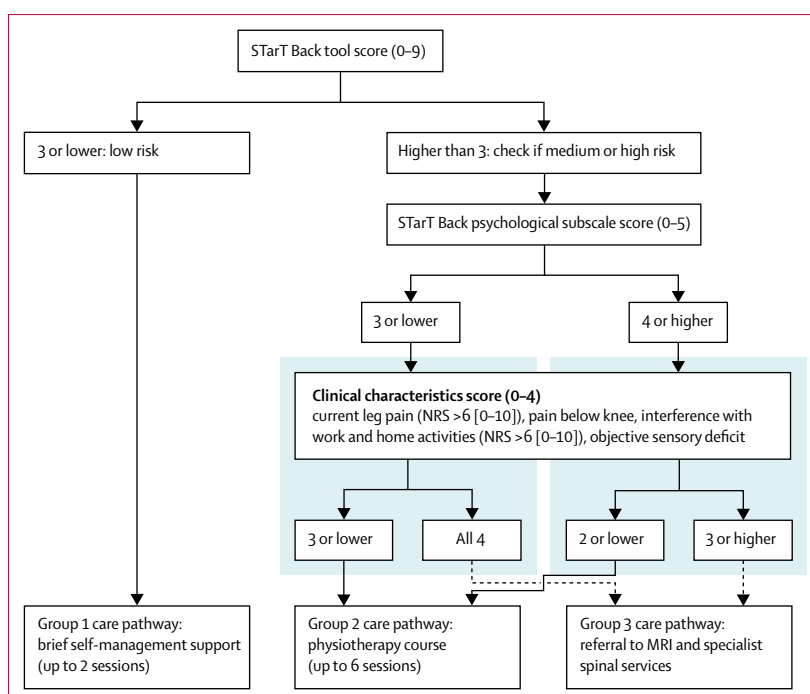 STarT Back tool score (0–9)
3 or lower: low risk
Higher than 3: check if medium or high risk
STarT Back psychological subscale score (0–5)
3 or lower
4 or higher
Clinical characteristics score (0–4)
current leg pain (NRS >6 [0–10]), pain below knee, interference with
work and home activities (NRS >6 [0–10]), objective sensory deficit
3 or lower
All 4
2 or lower
3 or higher
Group 1 care pathway:
brief self-management support
(up to 2 sessions)
Group 2 care pathway:
physiotherapy course
(up to 6 sessions)
Group 3 care pathway:
referral to MRI and specialist
spinal services